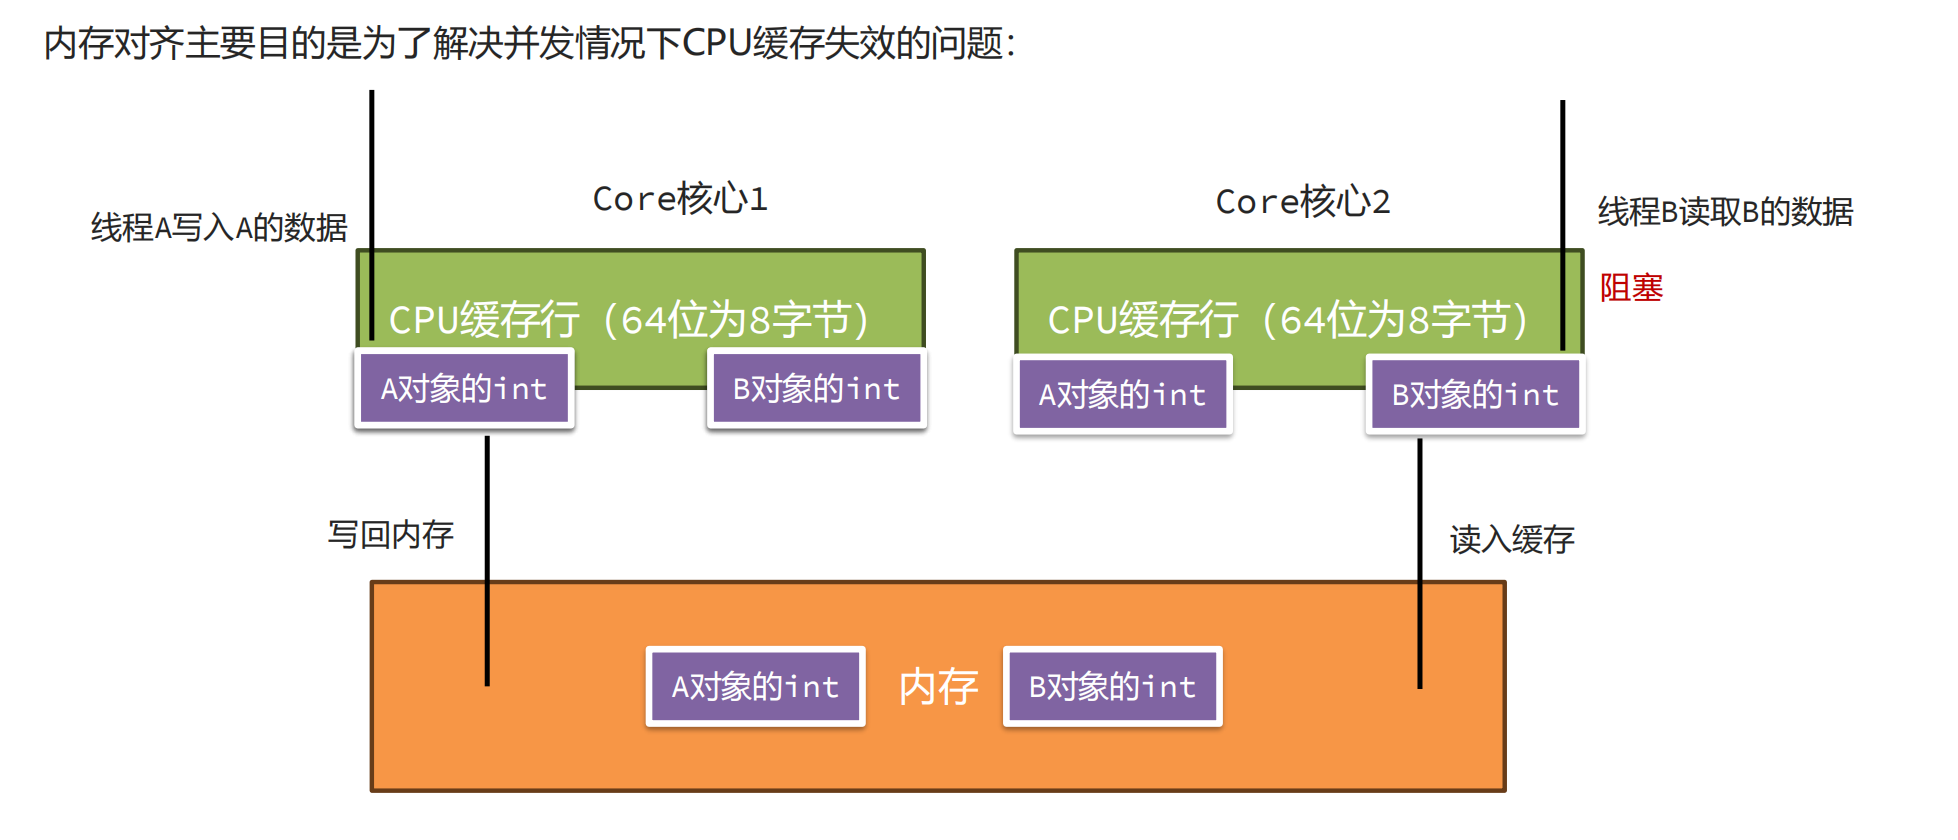 内存对齐主要目的是为了解决并发情况下CPU缓存失效的问题：
Core核心1
Core核心2
线程A写入A的数据
线程B读取B的数据
阻塞
CPU缓存行（64位为8字节）
CPU缓存行（64位为8字节）
A对象的int
B对象的int
A对象的int
B对象的int
写回内存
读入缓存
A对象的int
内存
B对象的int